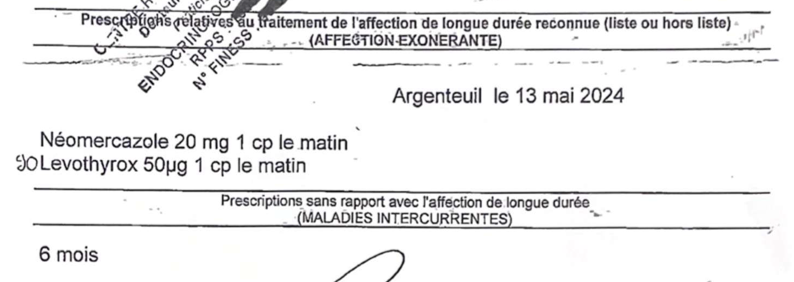 Prescriptions relatives au traitement de l'affection de longue durée reconnue (liste ou hors liste)
(AFFECTION EXONERANTE)
ENDOCRINOLOG
RPPS :
N° FINESS
Argenteuil le 13 mai 2024
Néomercazole 20 mg 1 cp le matin
Levothyrox 50µg 1 cp le matin
Prescriptions sans rapport avec l'affection de longue durée
(MALADIES INTERCURRENTES)
6 mois